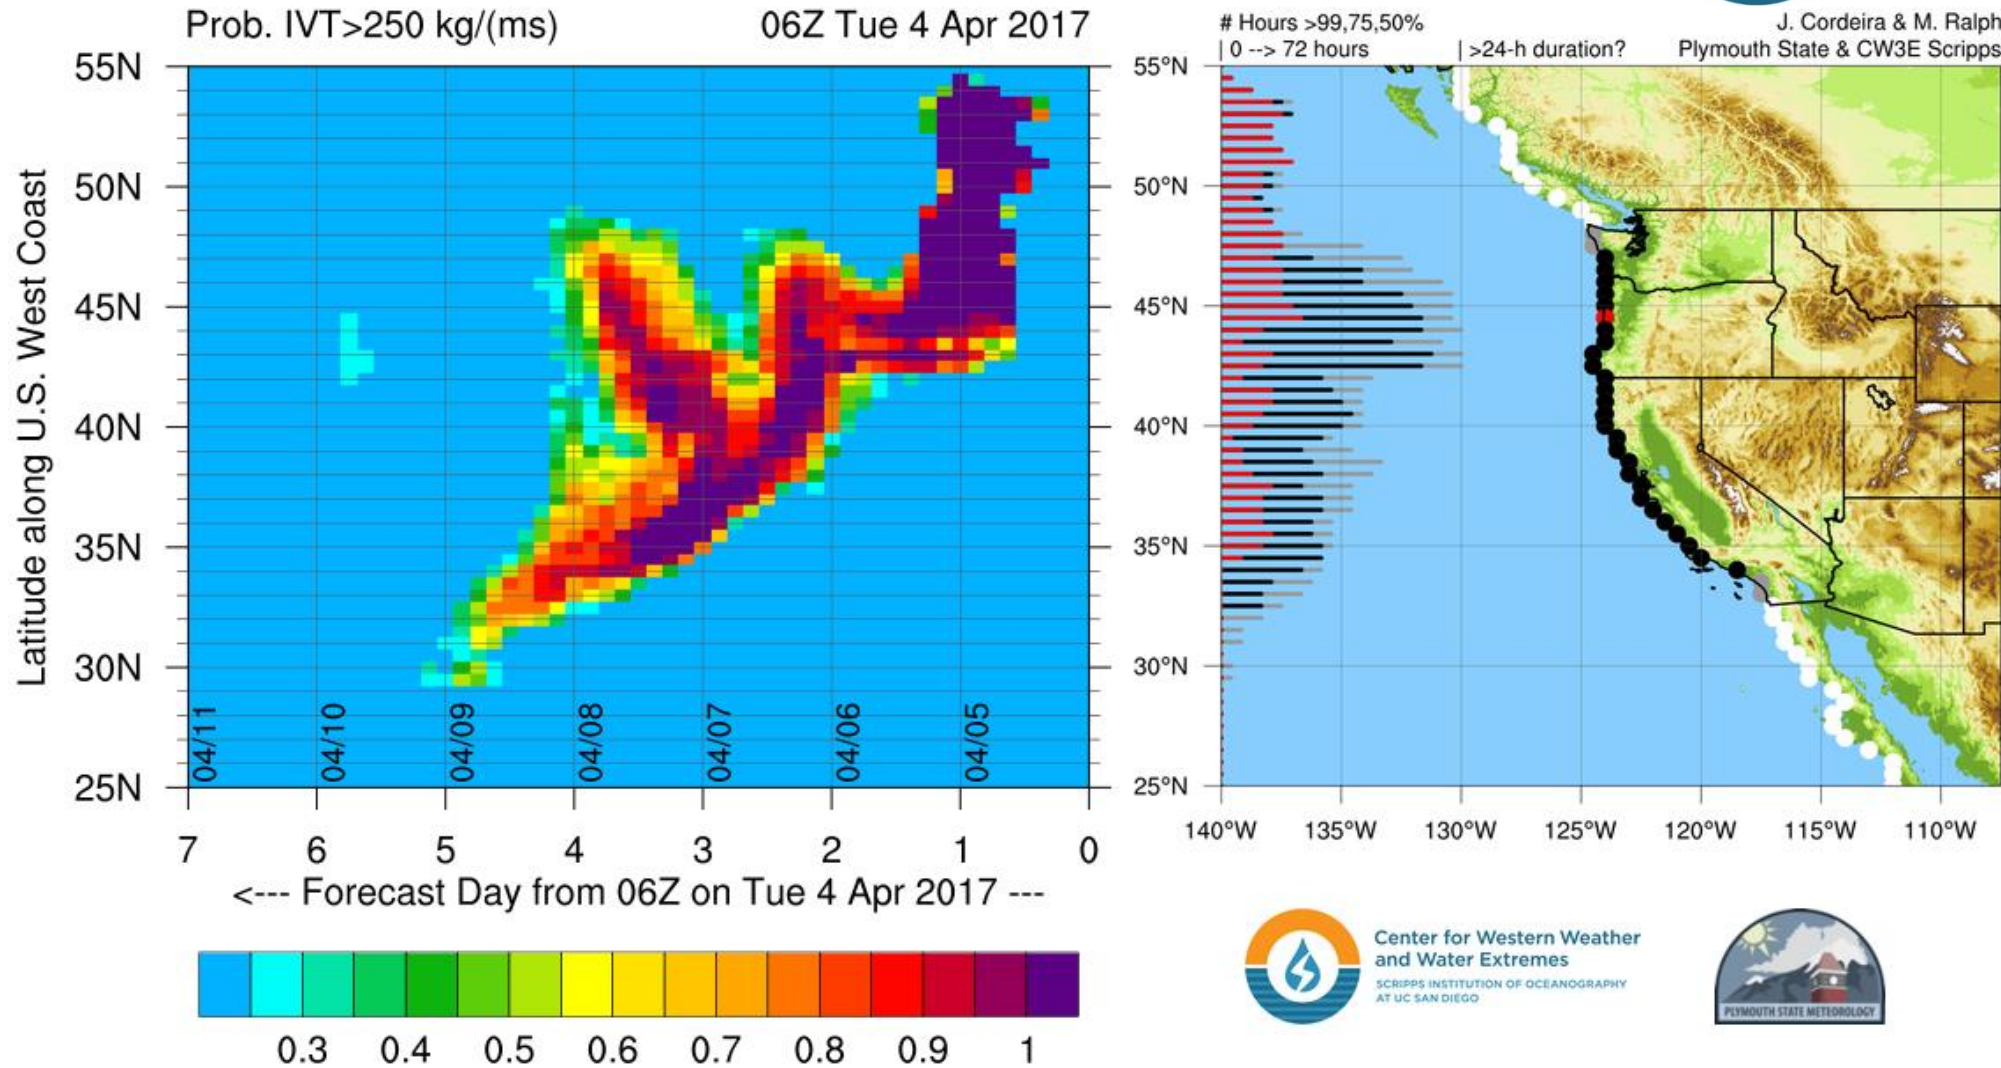 Prob. IVT>250 kg/(ms) 06Z Tue 4 Apr 2017
55N
50N
45N
40N
35N
30N
25N
Latitude along U.S. West Coast
04/11 04/10 04/09 04/08 04/07 04/06 04/05
7 6 5 4 3 2 1 0
<--- Forecast Day from 06Z on Tue 4 Apr 2017 ---
0.3 0.4 0.5 0.6 0.7 0.8 0.9 1
# Hours >99,75,50% J. Cordeira & M. Ralph
| 0 --> 72 hours | >24-h duration? Plymouth State & CW3E Scripps
55°N
50°N
45°N
40°N
35°N
30°N
25°N
140°W 135°W 130°W 125°W 120°W 115°W 110°W
Center for Western Weather
and Water Extremes
SCRIPPS INSTITUTION OF OCEANOGRAPHY
AT UC SAN DIEGO
PLYMOUTH STATE METEOROLOGY